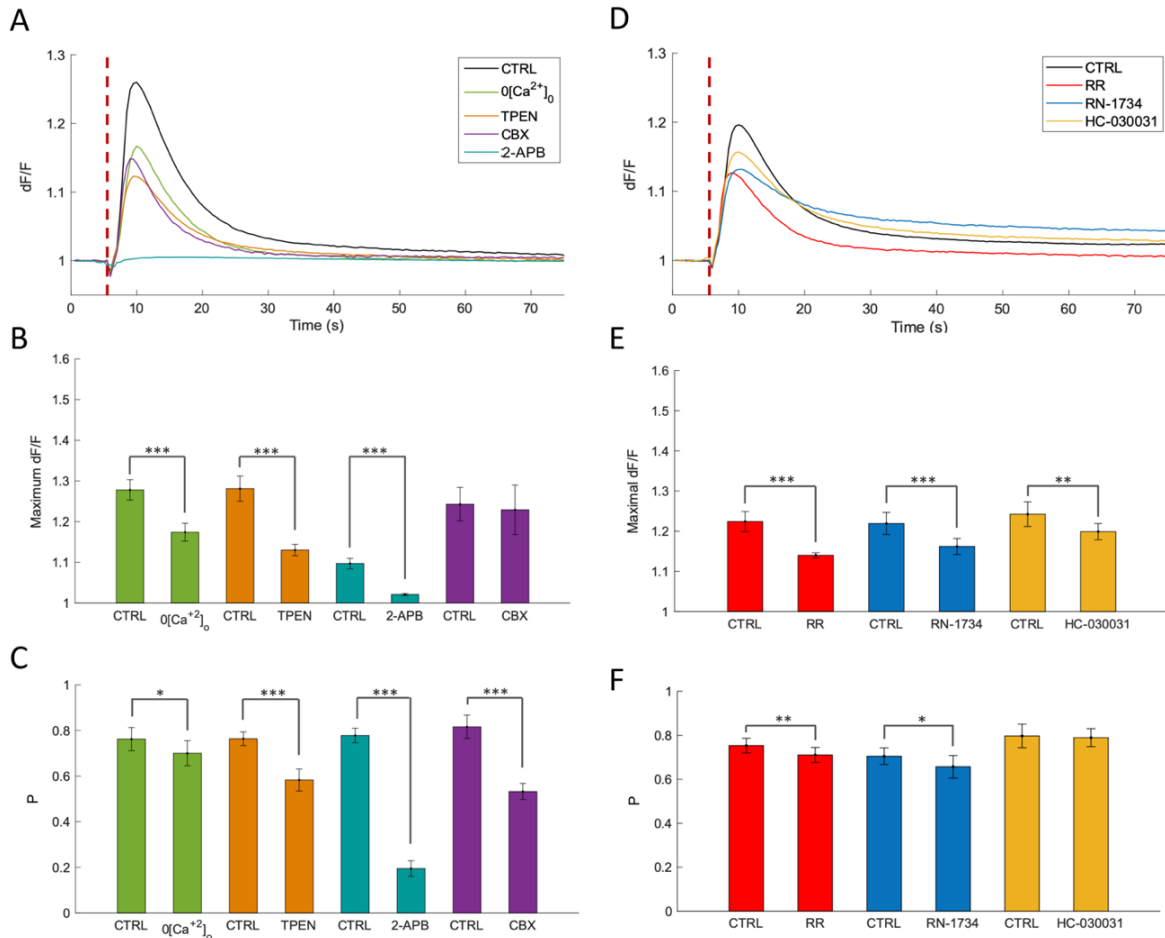 A
1.3
1.2
1.1
1
dF/F
0
10
20
30
40
50
60
70
Time (s)
CTRL
0[Ca²⁺]₀
TPEN
CBX
2-APB
D
1.3
1.2
1.1
1
dF/F
0
10
20
30
40
50
60
70
Time (s)
CTRL
RR
RN-1734
HC-030031
B
1.6
1.5
1.4
1.3
1.2
1.1
1
Maximum dF/F
***
***
***
CTRL
0[Ca⁺²]ₒ
CTRL
TPEN
CTRL
2-APB
CTRL
CBX
E
1.6
1.5
1.4
1.3
1.2
1.1
1
Maximal dF/F
***
***
**
CTRL
RR
CTRL
RN-1734
CTRL
HC-030031
C
1
0.8
0.6
0.4
0.2
0
P
*
***
***
***
CTRL
0[Ca⁺²]ₒ
CTRL
TPEN
CTRL
2-APB
CTRL
CBX
F
1
0.8
0.6
0.4
0.2
0
P
**
*
CTRL
RR
CTRL
RN-1734
CTRL
HC-030031